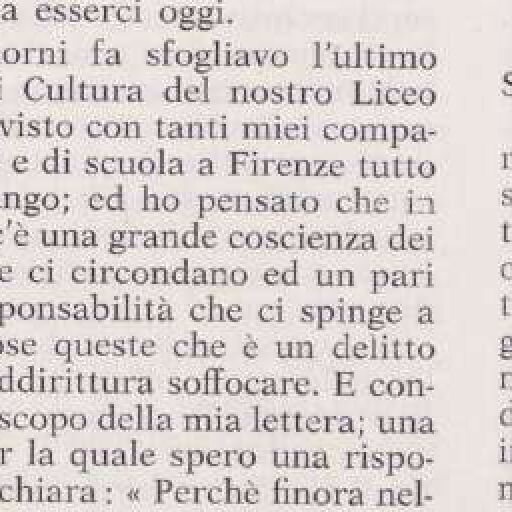 a esserci oggi.
orni fa sfogliavo l'ultimo
i Cultura del nostro Liceo
visto con tanti miei compa-
e di scuola a Firenze tutto
ango; ed ho pensato che in
c'è una grande coscienza dei
e ci circondano ed un pari
ponsabilità che ci spinge a
ose queste che è un delitto
ddirittura soffocare. E con-
scopo della mia lettera; una
r la quale spero una rispo-
chiara: « Perchè finora nel-